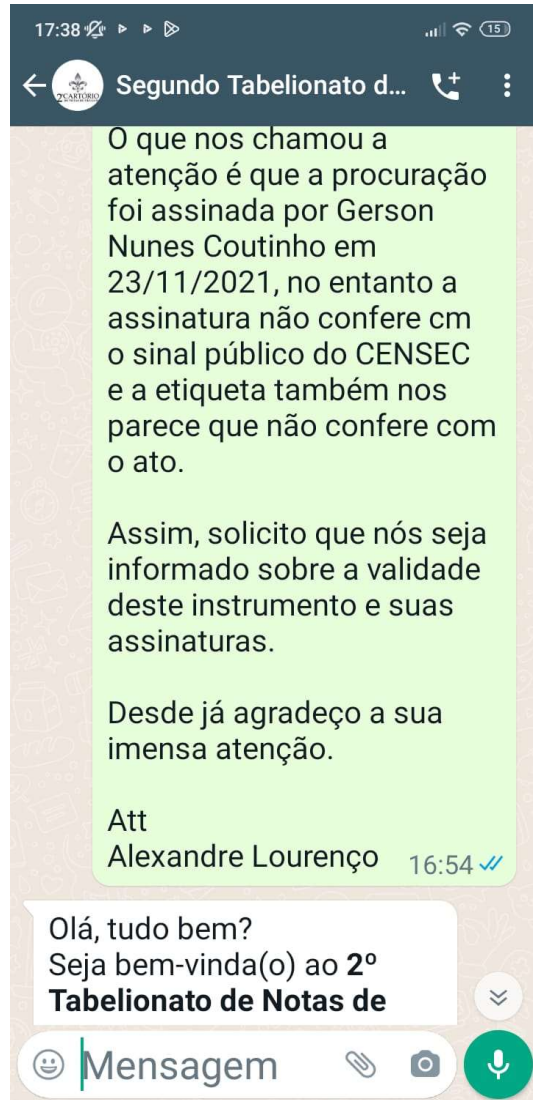 17:38
15
2ºCARTÓRIO
Segundo Tabelionato d...
O que nos chamou a
atenção é que a procuração
foi assinada por Gerson
Nunes Coutinho em
23/11/2021, no entanto a
assinatura não confere cm
o sinal público do CENSEC
e a etiqueta também nos
parece que não confere com
o ato.
Assim, solicito que nós seja
informado sobre a validade
deste instrumento e suas
assinaturas.
Desde já agradeço a sua
imensa atenção.
Att
Alexandre Lourenço 16:54
Olá, tudo bem?
Seja bem-vinda(o) ao 2º
Tabelionato de Notas de
Mensagem